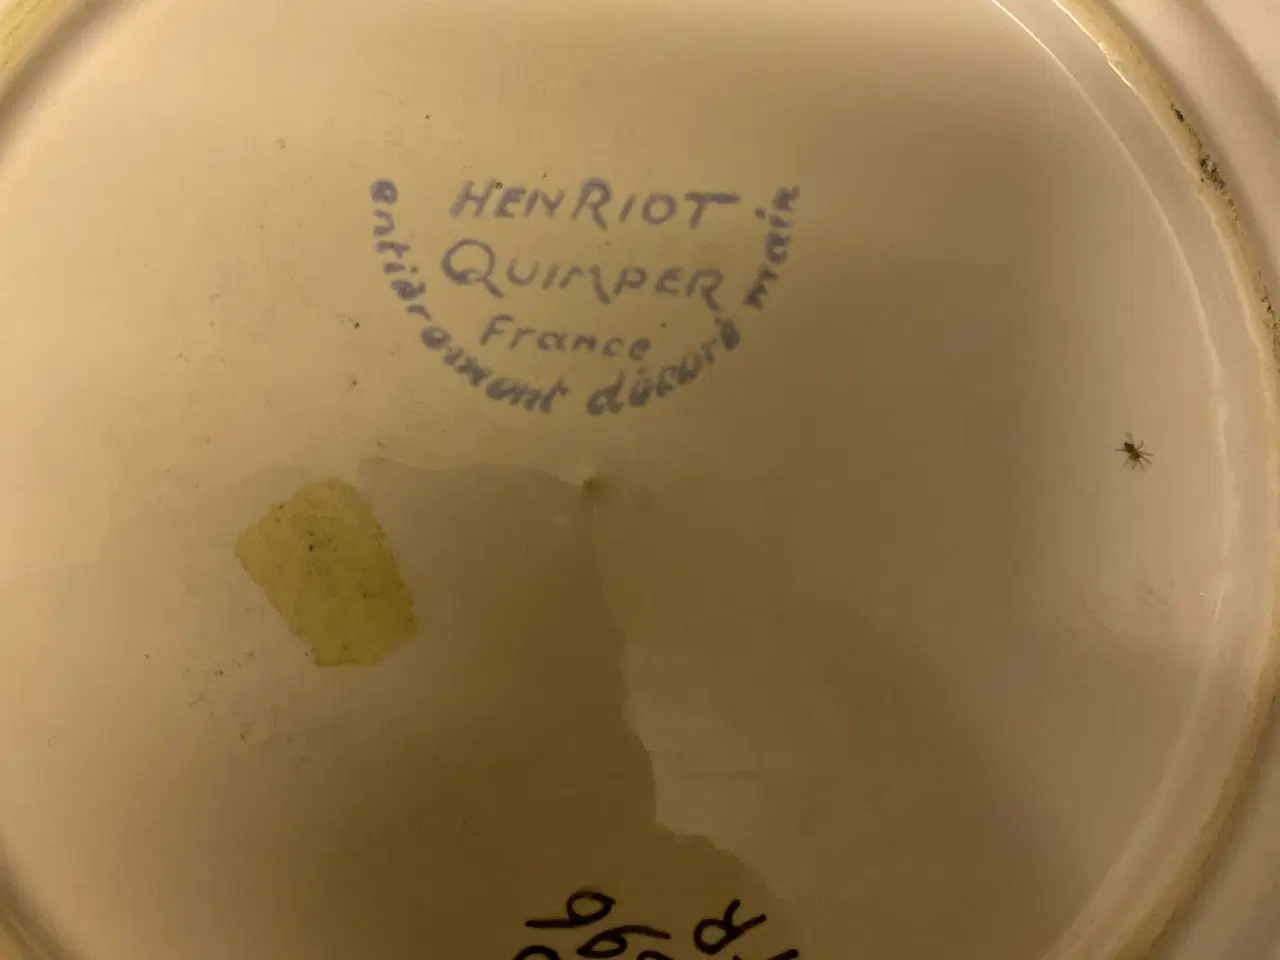 HENRIOT
QUIMPER
France
entièrement décoré main